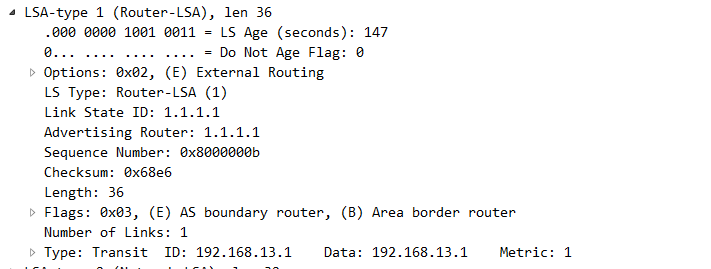 LSA-type 1 (Router-LSA), len 36
.000 0000 1001 0011 = LS Age (seconds): 147
0... .... .... .... = Do Not Age Flag: 0
Options: 0x02, (E) External Routing
LS Type: Router-LSA (1)
Link State ID: 1.1.1.1
Advertising Router: 1.1.1.1
Sequence Number: 0x8000000b
Checksum: 0x68e6
Length: 36
Flags: 0x03, (E) AS boundary router, (B) Area border router
Number of Links: 1
Type: Transit  ID: 192.168.13.1    Data: 192.168.13.1    Metric: 1